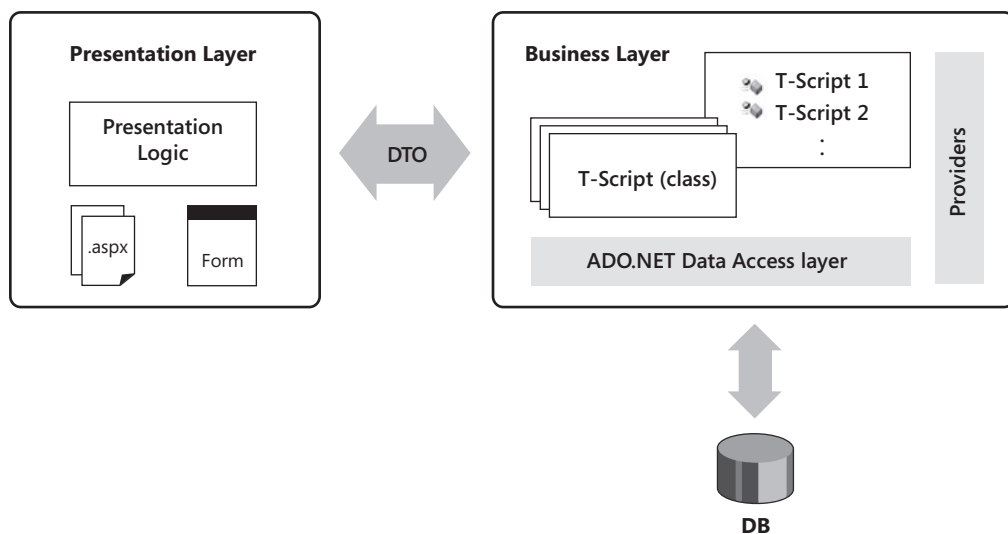 Presentation Layer
Presentation
Logic
.aspx
Form
DTO
Business Layer
T-Script 1
T-Script 2
:
T-Script (class)
ADO.NET Data Access layer
Providers
DB